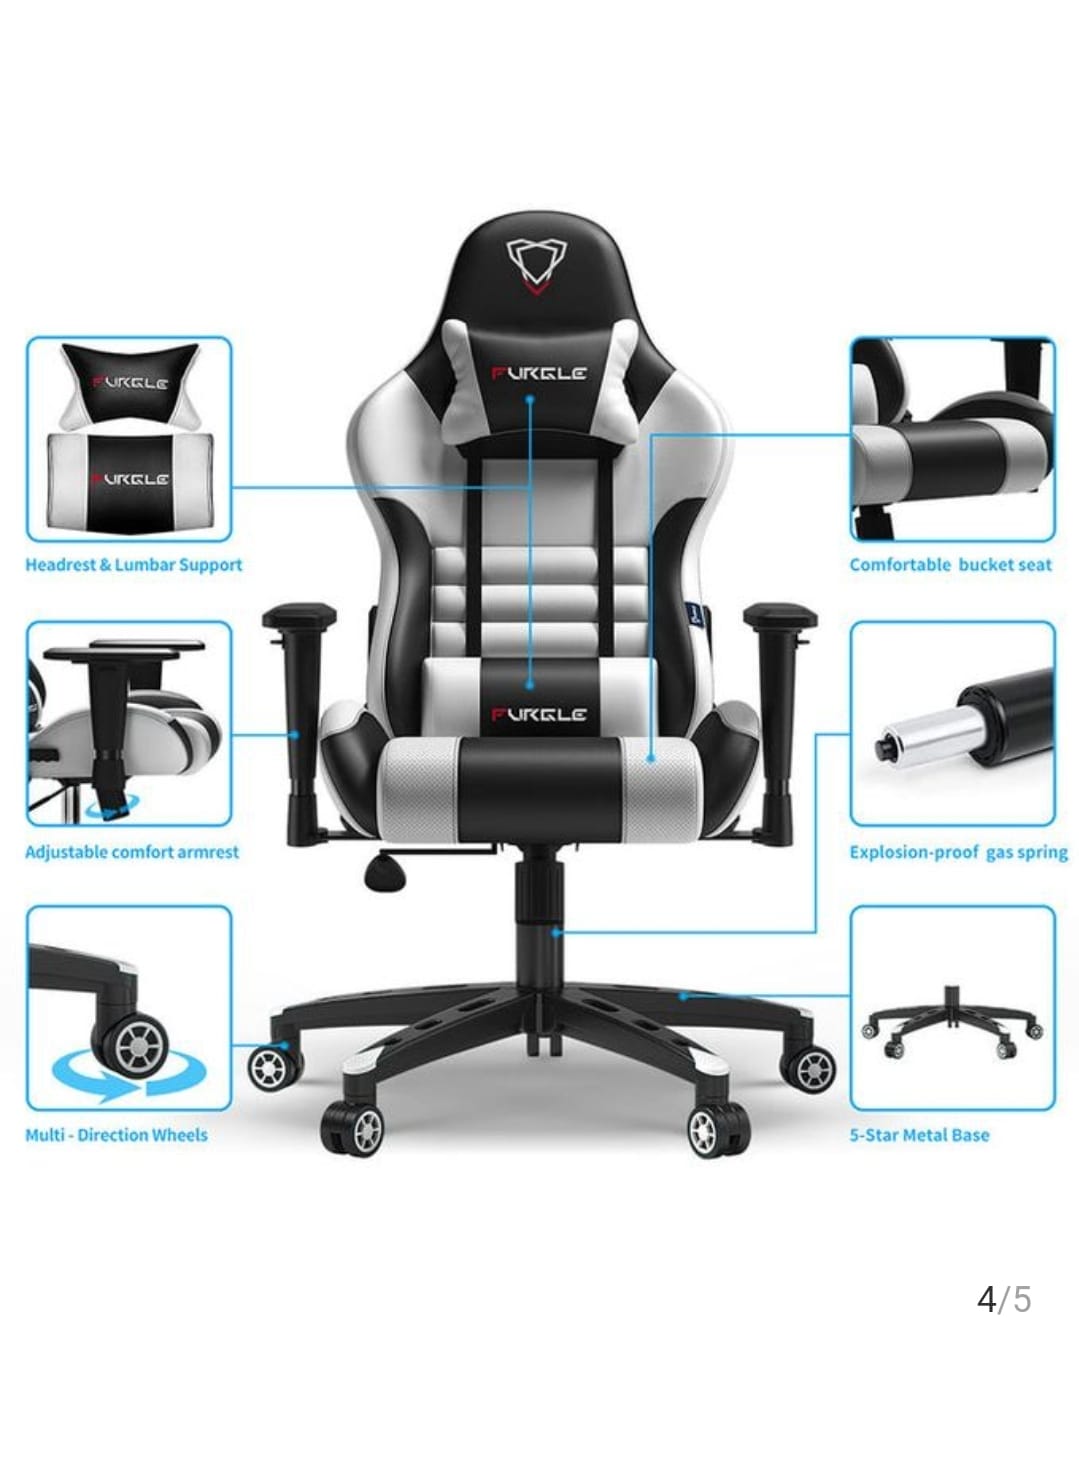 FURGLE
FURGLE
FURGLE
Headrest & Lumbar Support
Comfortable bucket seat
FURGLE
Adjustable comfort armrest
Explosion-proof gas spring
Multi - Direction Wheels
5-Star Metal Base
4/5